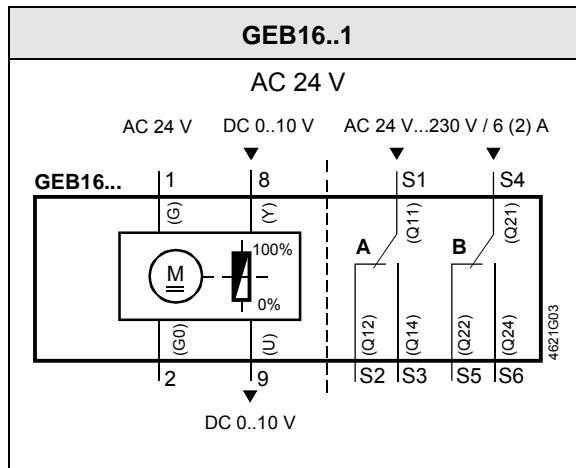 GEB16..1
AC 24 V
AC 24 V DC 0..10 V AC 24 V...230 V / 6 (2) A
GEB16... 1 8 S1 S4
(G) (Y) (Q11) (Q21)
A B
100%
M
0%
(G0) (U) (Q12) (Q14) (Q22) (Q24)
2 9 S2 S3 S5 S6
DC 0..10 V
4621G03